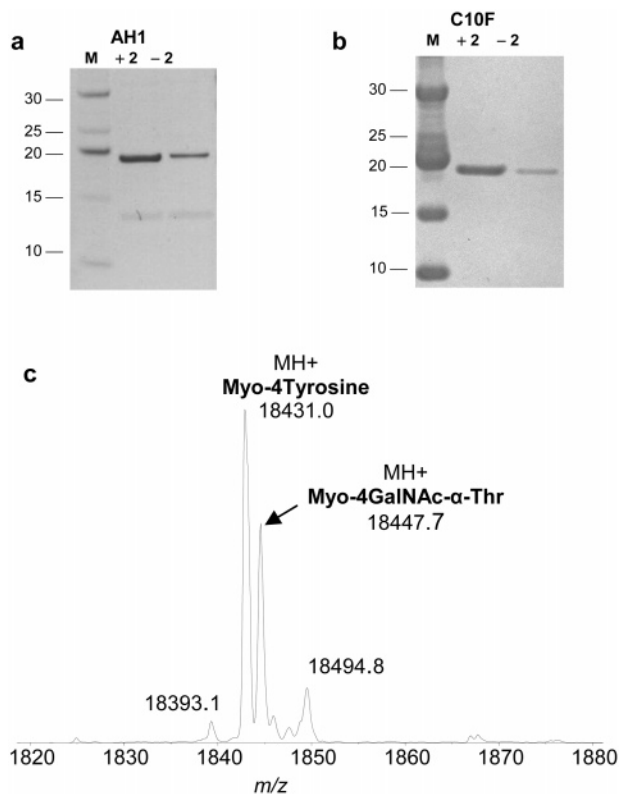 a
AH1
M + 2 – 2
30
25
20
15
10
b
C10F
M + 2 – 2
30
25
20
15
10
c
MH+
Myo-4Tyrosine
18431.0
MH+
Myo-4GalNAc-α-Thr
18447.7
18393.1
18494.8
1820 1830 1840 1850 1860 1870 1880
m/z